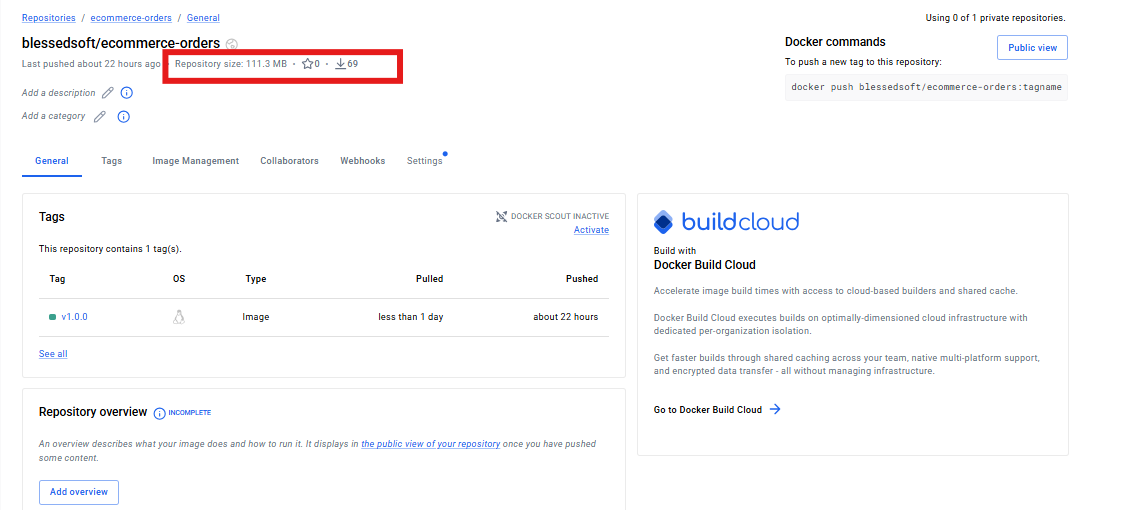 Repositories / ecommerce-orders / General
Using 0 of 1 private repositories.
blessedsoft/ecommerce-orders
Last pushed about 22 hours ago · Repository size: 111.3 MB · 0 · 69
Add a description
Add a category
Docker commands
Public view
To push a new tag to this repository:
docker push blessedsoft/ecommerce-orders:tagname
General Tags Image Management Collaborators Webhooks Settings
Tags
DOCKER SCOUT INACTIVE
Activate
This repository contains 1 tag(s).
Tag OS Type Pulled Pushed
v1.0.0 Image less than 1 day about 22 hours
See all
Repository overview INCOMPLETE
An overview describes what your image does and how to run it. It displays in the public view of your repository once you have pushed
some content.
Add overview
buildcloud
Build with
Docker Build Cloud
Accelerate image build times with access to cloud-based builders and shared cache.
Docker Build Cloud executes builds on optimally-dimensioned cloud infrastructure with
dedicated per-organization isolation.
Get faster builds through shared caching across your team, native multi-platform support,
and encrypted data transfer - all without managing infrastructure.
Go to Docker Build Cloud